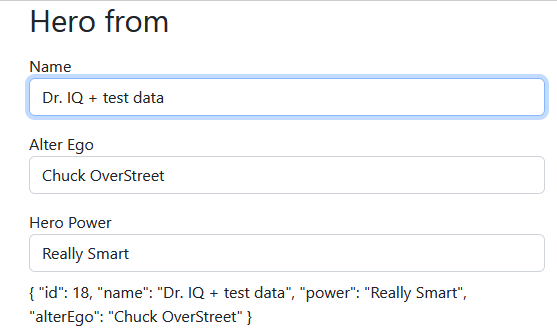 Hero from
Name
Dr. IQ + test data
Alter Ego
Chuck OverStreet
Hero Power
Really Smart
{ "id": 18, "name": "Dr. IQ + test data", "power": "Really Smart",
"alterEgo": "Chuck OverStreet" }